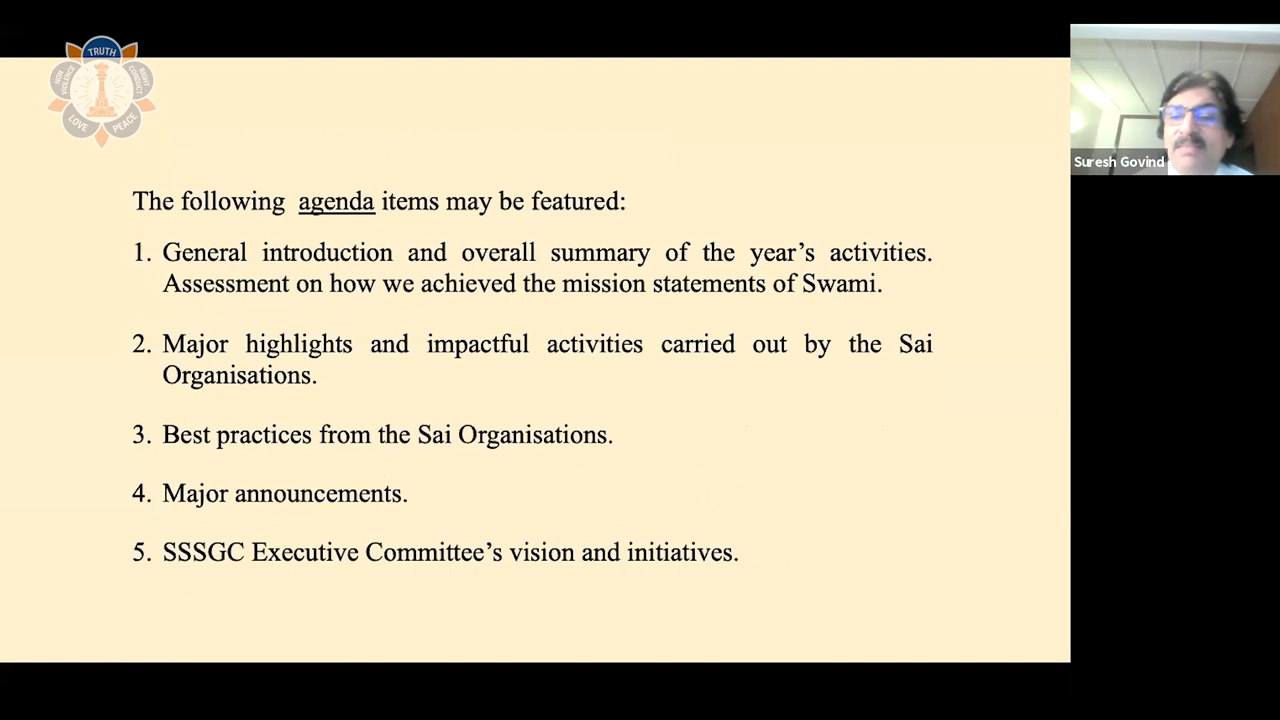 TRUTH
NON VIOLENCE
RIGHT CONDUCT
LOVE
PEACE
Suresh Govind
The following agenda items may be featured:
1. General introduction and overall summary of the year’s activities.
Assessment on how we achieved the mission statements of Swami.
2. Major highlights and impactful activities carried out by the Sai
Organisations.
3. Best practices from the Sai Organisations.
4. Major announcements.
5. SSSGC Executive Committee’s vision and initiatives.